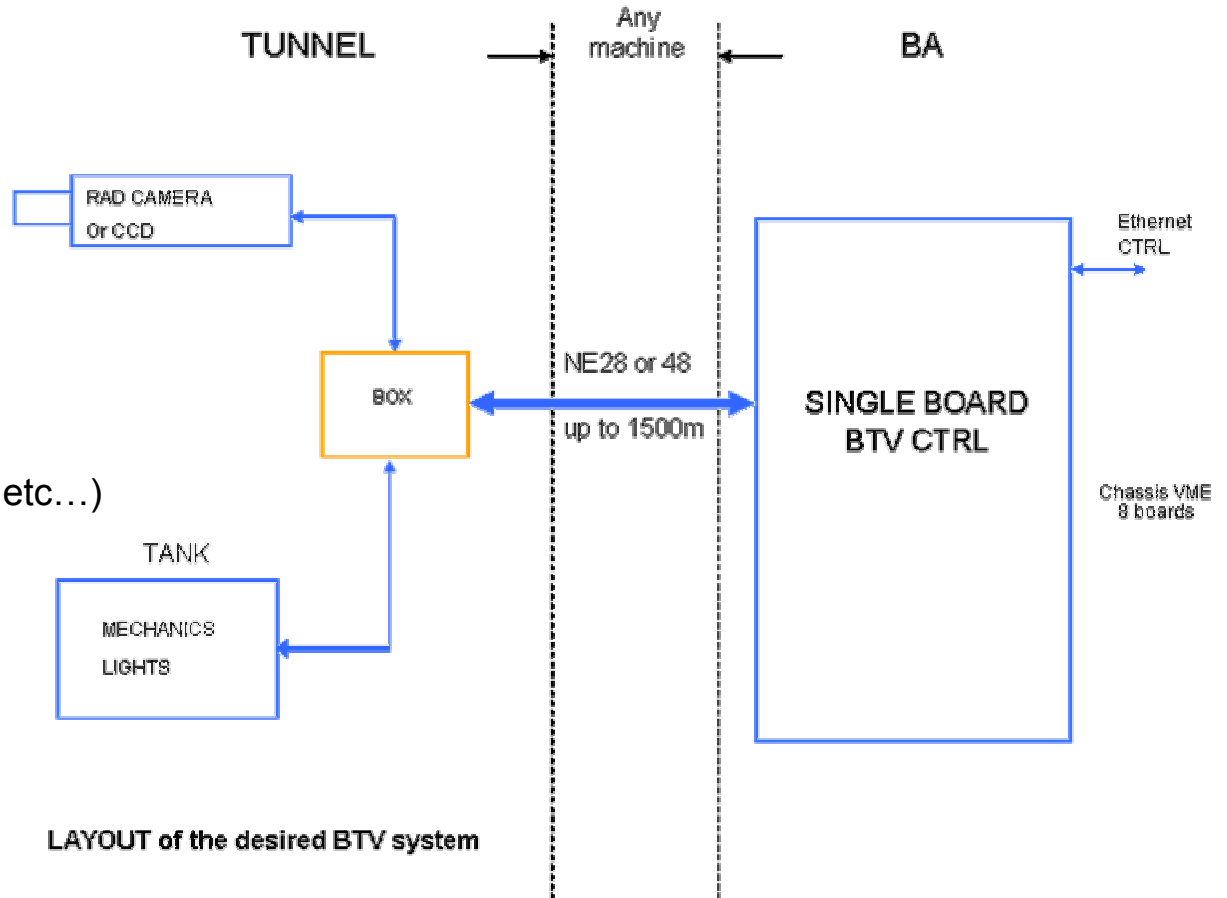 Any
TUNNEL machine BA
RAD CAMERA
Or CCD
Ethernet
CTRL
NE28 or 48
BOX
SINGLE BOARD
BTV CTRL
up to 1500m
etc...)
Chassis VME
8 boards
TANK
MECHANICS
LIGHTS
LAYOUT of the desired BTV system